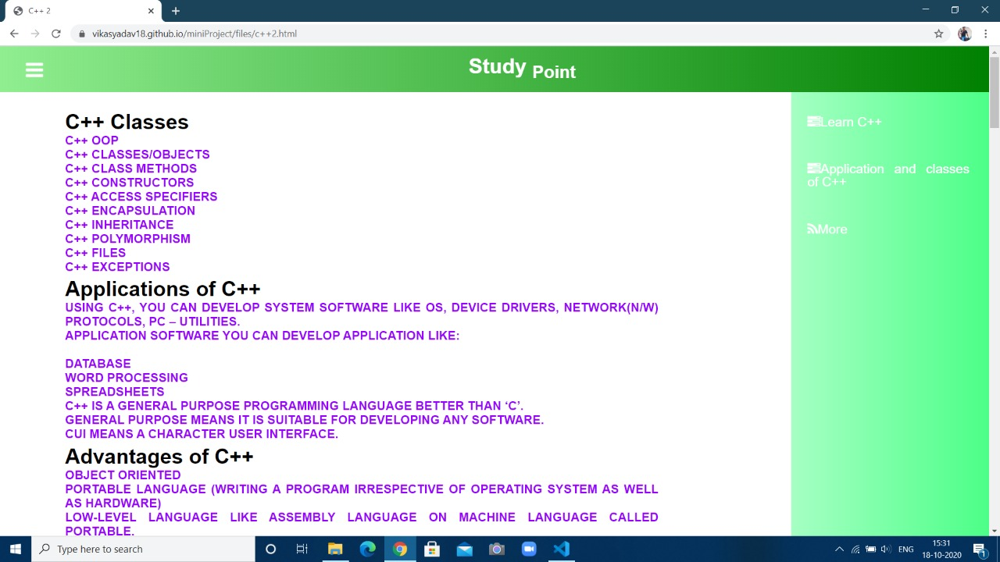 C++ 2
vikasyadav18.github.io/miniProject/files/c++2.html
Study Point
C++ Classes
C++ OOP
C++ CLASSES/OBJECTS
C++ CLASS METHODS
C++ CONSTRUCTORS
C++ ACCESS SPECIFIERS
C++ ENCAPSULATION
C++ INHERITANCE
C++ POLYMORPHISM
C++ FILES
C++ EXCEPTIONS
Applications of C++
USING C++, YOU CAN DEVELOP SYSTEM SOFTWARE LIKE OS, DEVICE DRIVERS, NETWORK(N/W)
PROTOCOLS, PC – UTILITIES.
APPLICATION SOFTWARE YOU CAN DEVELOP APPLICATION LIKE:
DATABASE
WORD PROCESSING
SPREADSHEETS
C++ IS A GENERAL PURPOSE PROGRAMMING LANGUAGE BETTER THAN ‘C’.
GENERAL PURPOSE MEANS IT IS SUITABLE FOR DEVELOPING ANY SOFTWARE.
CUI MEANS A CHARACTER USER INTERFACE.
Advantages of C++
OBJECT ORIENTED
PORTABLE LANGUAGE (WRITING A PROGRAM IRRESPECTIVE OF OPERATING SYSTEM AS WELL
AS HARDWARE)
LOW-LEVEL LANGUAGE LIKE ASSEMBLY LANGUAGE ON MACHINE LANGUAGE CALLED
PORTABLE.
Learn C++
Application and classes
of C++
More
Type here to search
ENG
15:31
18-10-2020
1